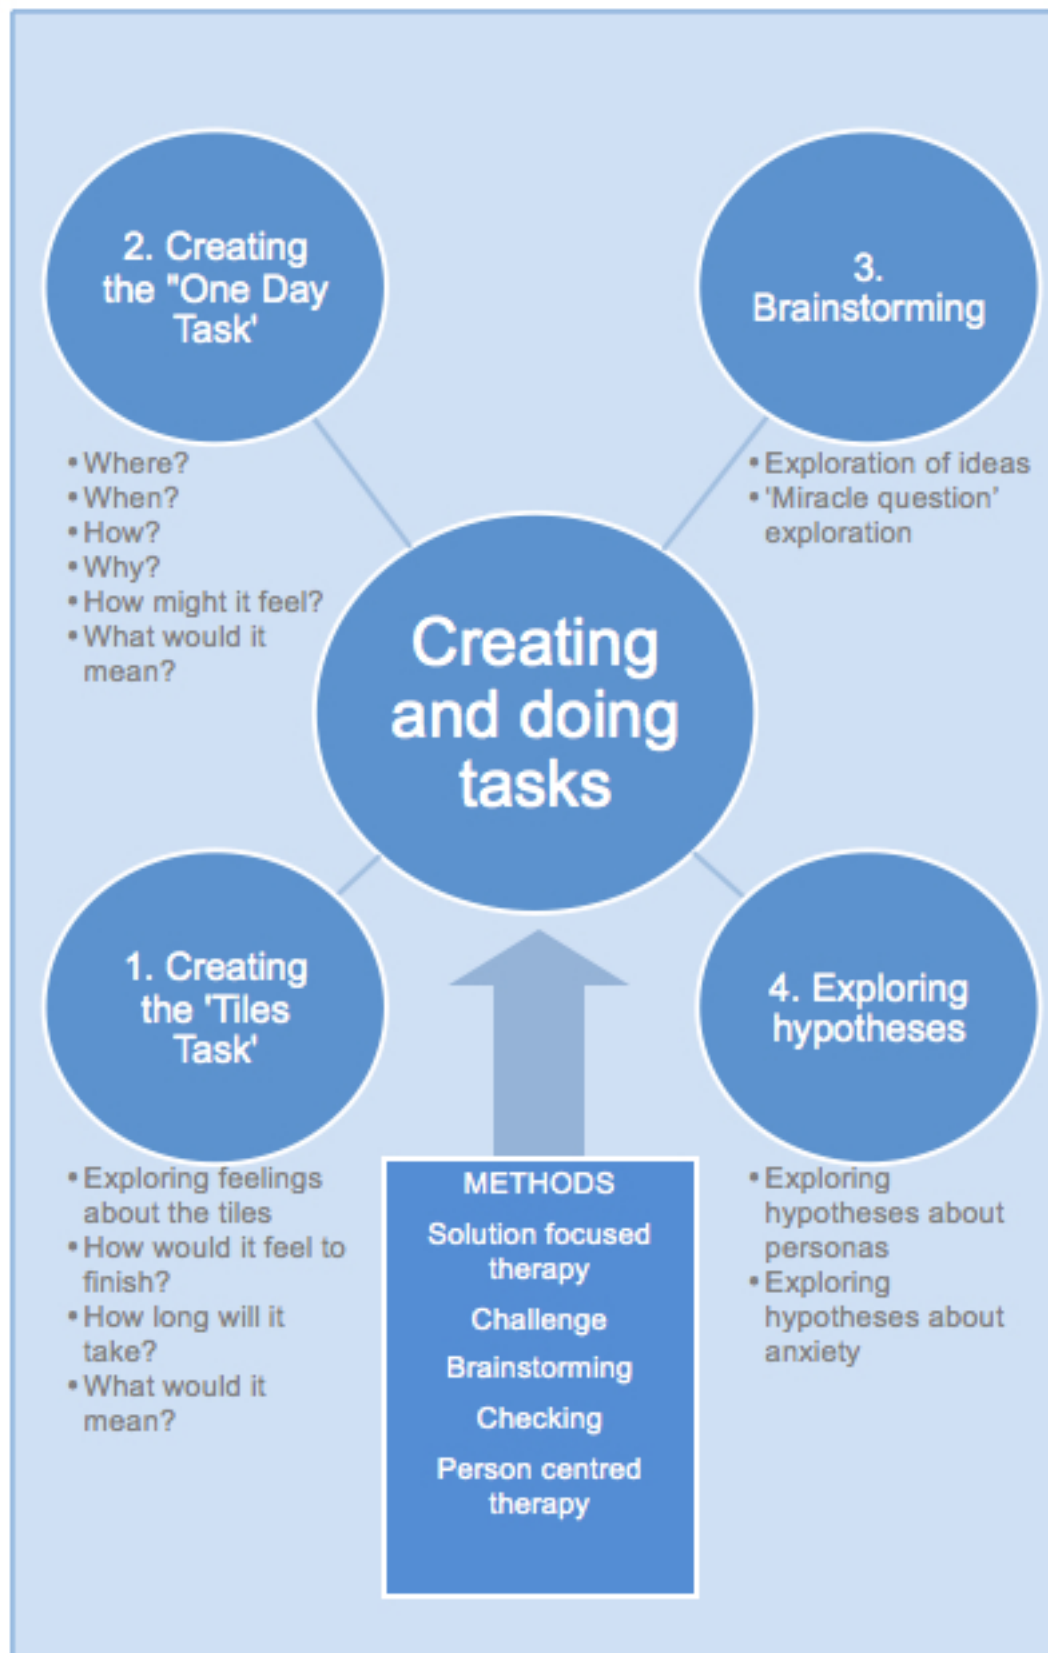 2. Creating
the "One Day
Task'
• Where?
• When?
• How?
• Why?
• How might it feel?
• What would it
mean?
3.
Brainstorming
• Exploration of ideas
• ‘Miracle question’
exploration
Creating
and doing
tasks
1. Creating
the 'Tiles
Task'
• Exploring feelings
about the tiles
• How would it feel to
finish?
• How long will it
take?
• What would it
mean?
4. Exploring
hypotheses
• Exploring
hypotheses about
personas
• Exploring
hypotheses about
anxiety
METHODS
Solution focused
therapy
Challenge
Brainstorming
Checking
Person centred
therapy